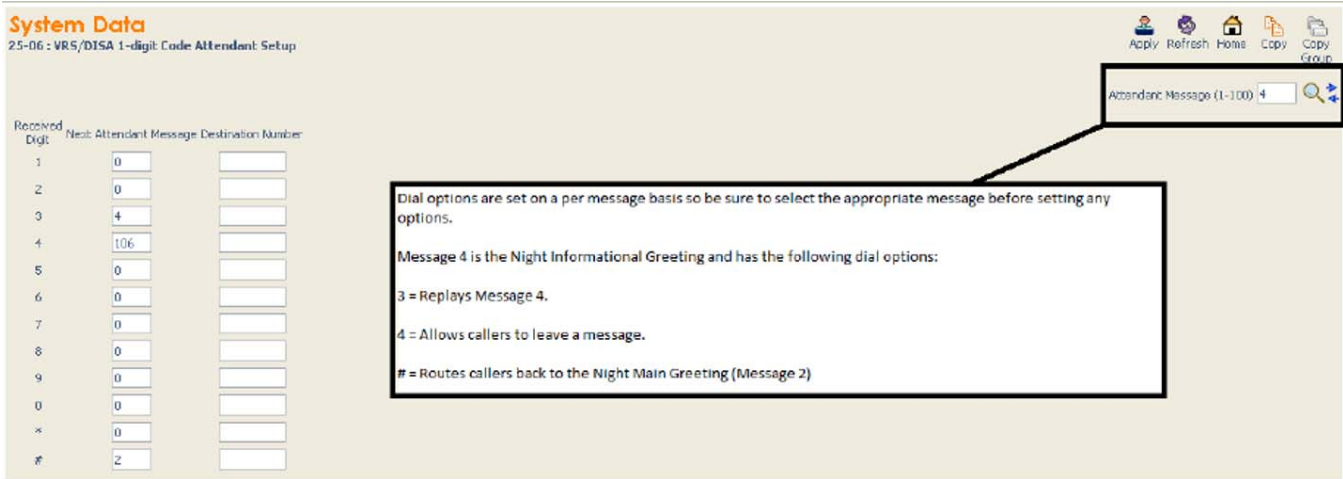 System Data
25-06 : VRS/DISA 1-digit Code Attendant Setup
Apply Refresh Home Copy Copy Group
Attendant Message (1-100) 4
Received Digit Next Attendant Message Destination Number
1 0
2 0
3 4
4 106
5 0
6 0
7 0
8 0
9 0
0 0
* 0
# 2
Dial options are set on a per message basis so be sure to select the appropriate message before setting any
options.
Message 4 is the Night Informational Greeting and has the following dial options:
3 = Replays Message 4.
4 = Allows callers to leave a message.
# = Routes callers back to the Night Main Greeting (Message 2)